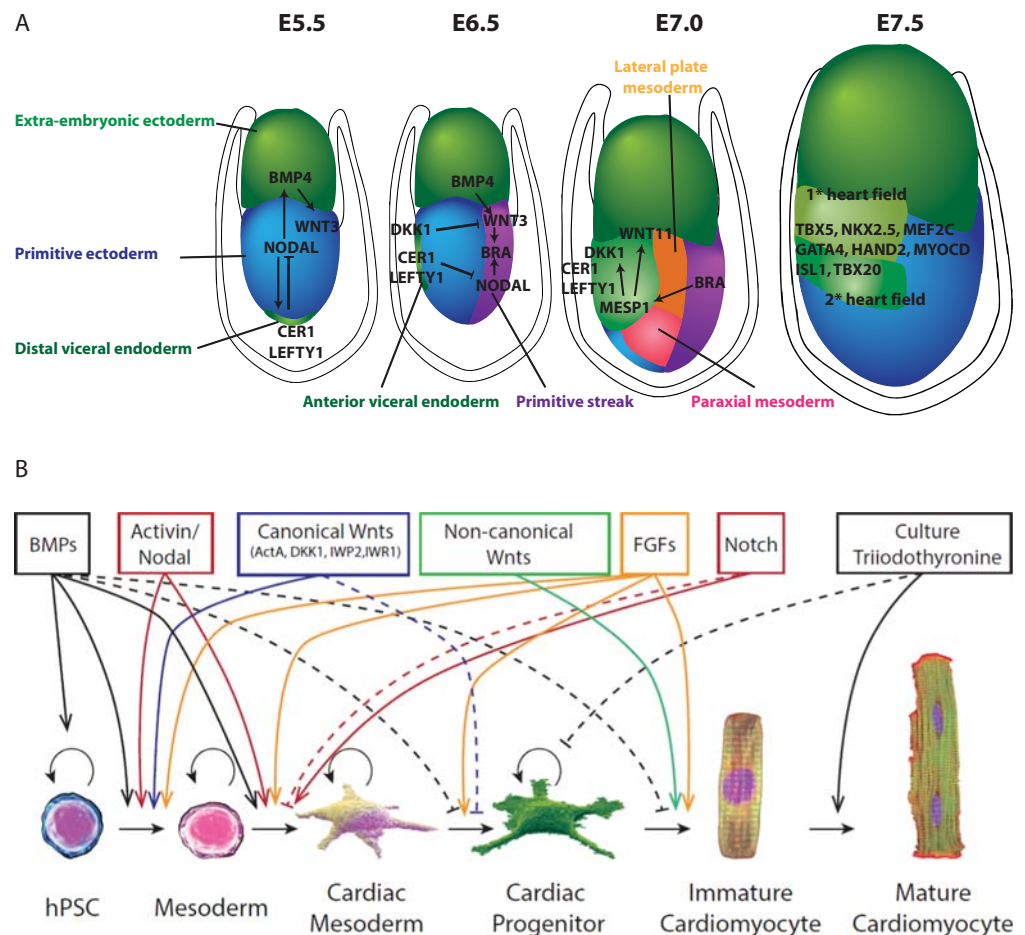 A
E5.5
E6.5
E7.0
E7.5
Lateral plate
mesoderm
Extra-embryonic ectoderm
BMP4
WNT3
NODAL
Primitive ectoderm
CER1
LEFTY1
Distal viceral endoderm
BMP4
DKK1
WNT3
BRA
CER1
LEFTY1
NODAL
WNT11
DKK1
CER1
LEFTY1
MESP1
BRA
1* heart field
TBX5, NKX2.5, MEF2C
GATA4, HAND2, MYOCD
ISL1, TBX20
2* heart field
Anterior viceral endoderm
Primitive streak
Paraxial mesoderm
B
BMPs
Activin/
Nodal
Canonical Wnts
(ActA, DKK1, IWP2,IWR1)
Non-canonical
Wnts
FGFs
Notch
Culture
Triiodothyronine
hPSC
Mesoderm
Cardiac
Mesoderm
Cardiac
Progenitor
Immature
Cardiomyocyte
Mature
Cardiomyocyte